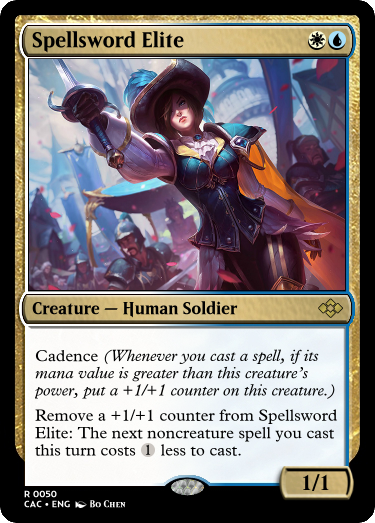 Spellsword Elite
Creature — Human Soldier
Cadence (Whenever you cast a spell, if its
mana value is greater than this creature's
power, put a +1/+1 counter on this creature.)
Remove a +1/+1 counter from Spellsword
Elite: The next noncreature spell you cast
this turn costs 1 less to cast.
1/1
R 0050
CAC • ENG Bo Chen